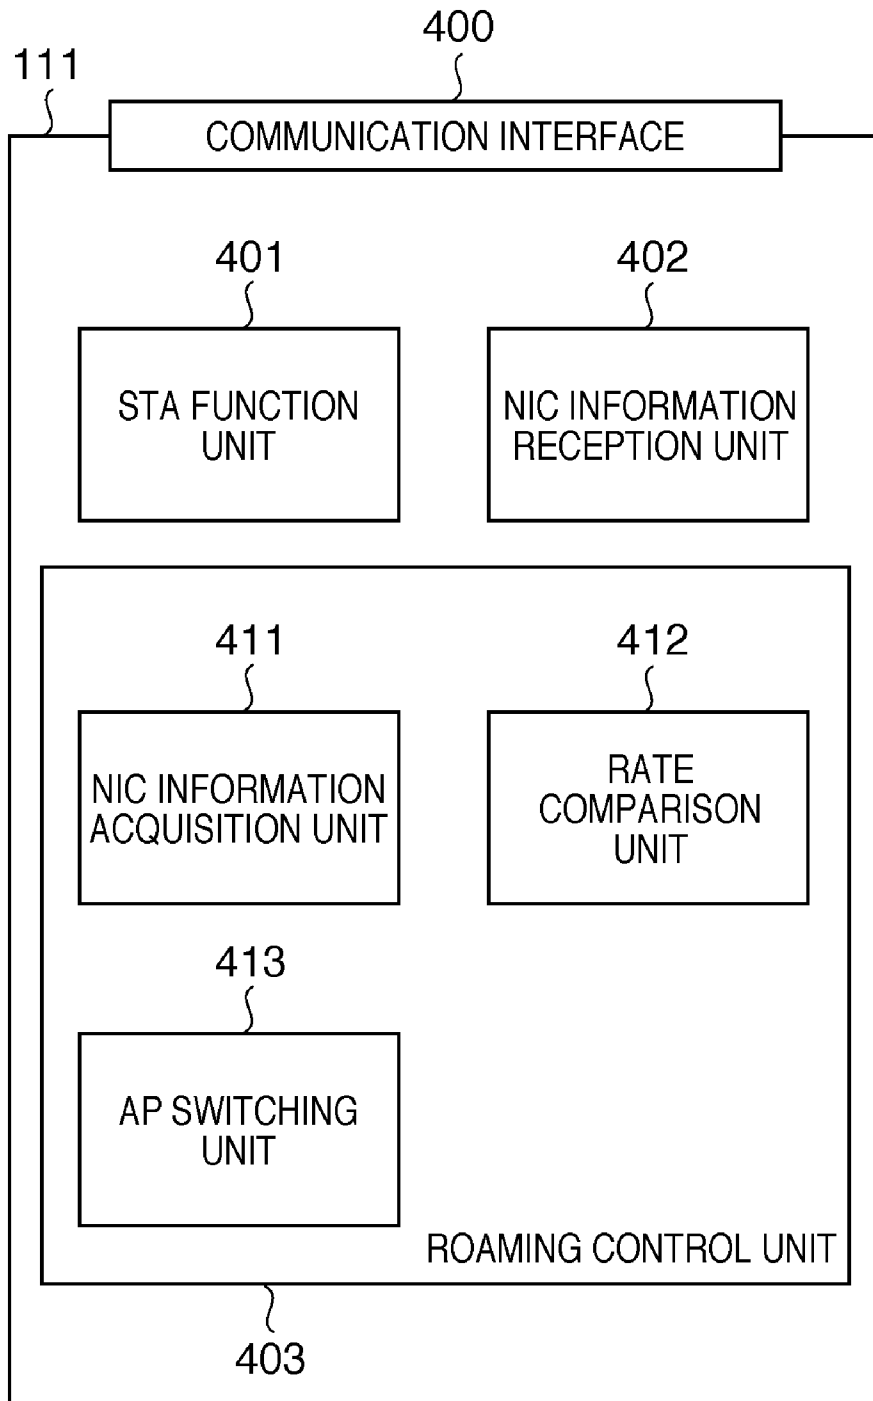 400
111
COMMUNICATION INTERFACE
401
402
STA FUNCTION
UNIT
NIC INFORMATION
RECEPTION UNIT
411
412
NIC INFORMATION
ACQUISITION UNIT
RATE
COMPARISON
UNIT
413
AP SWITCHING
UNIT
ROAMING CONTROL UNIT
403